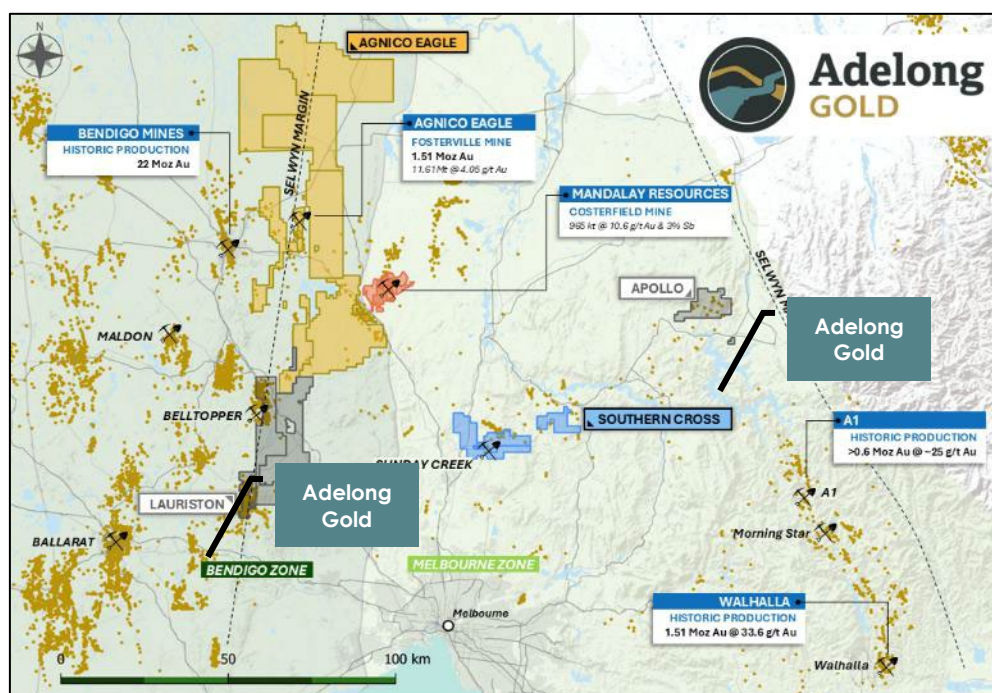 N
AGNICO EAGLE
Adelong
GOLD
SELWYN MARGIN
BENDIGO MINES
HISTORIC PRODUCTION
22 Moz Au
AGNICO EAGLE
FOSTERVILLE MINE
1.51 Moz Au
11.61Mt @ 4.05 g/t Au
MANDALAY RESOURCES
COSTERFIELD MINE
965 kt @ 10.6 g/t Au & 3% Sb
SELWYN
APOLLO
Adelong
Gold
MALDON
BELLTOPPER
SOUTHERN CROSS
SUNDAY CREEK
A1
HISTORIC PRODUCTION
>0.6 Moz Au @ ~25 g/t Au
A1
LAURISTON
Adelong
Gold
Morning Star
BALLARAT
BENDIGO ZONE
MELBOURNE ZONE
WALHALLA
HISTORIC PRODUCTION
1.51 Moz Au @ 33.6 g/t Au
Melbourne
Walhalla
0 50 100 km